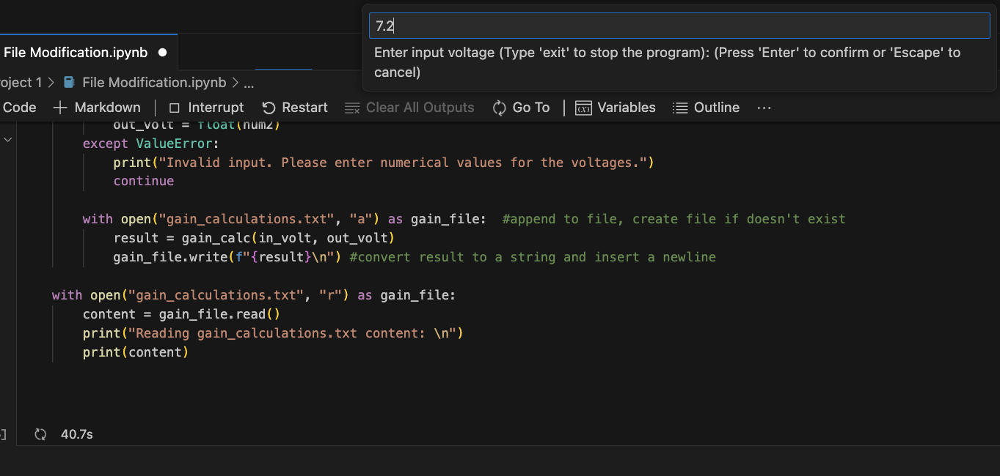 7.2
Enter input voltage (Type 'exit' to stop the program): (Press 'Enter' to confirm or 'Escape' to
cancel)
File Modification.ipynb
oject 1 > File Modification.ipynb > ...
Code + Markdown | Interrupt Restart Clear All Outputs Go To | Variables Outline ...
out_volt = float(num2)
except ValueError:
print("Invalid input. Please enter numerical values for the voltages.")
continue
with open("gain_calculations.txt", "a") as gain_file: #append to file, create file if doesn't exist
result = gain_calc(in_volt, out_volt)
gain_file.write(f"{result}\n") #convert result to a string and insert a newline
with open("gain_calculations.txt", "r") as gain_file:
content = gain_file.read()
print("Reading gain_calculations.txt content: \n")
print(content)
] 40.7s